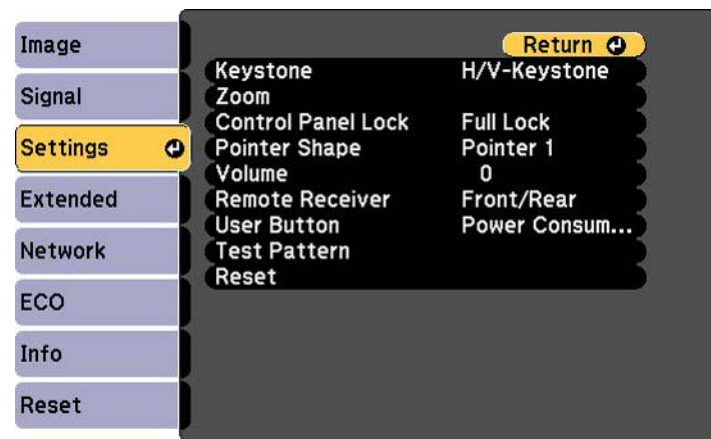 Image
Signal
Settings
Extended
Network
ECO
Info
Reset
Return
Keystone H/V-Keystone
Zoom
Control Panel Lock Full Lock
Pointer Shape Pointer 1
Volume 0
Remote Receiver Front/Rear
User Button Power Consum...
Test Pattern
Reset